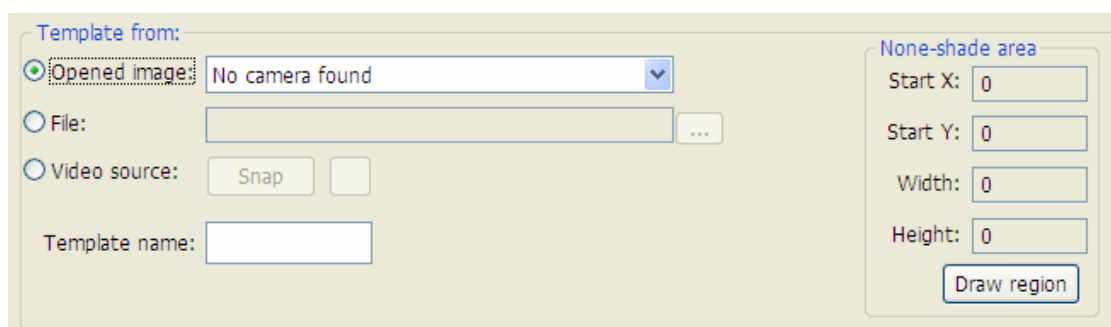 Template from:
Opened image: No camera found
File: ...
Video source: Snap
Template name:
None-shade area
Start X: 0
Start Y: 0
Width: 0
Height: 0
Draw region